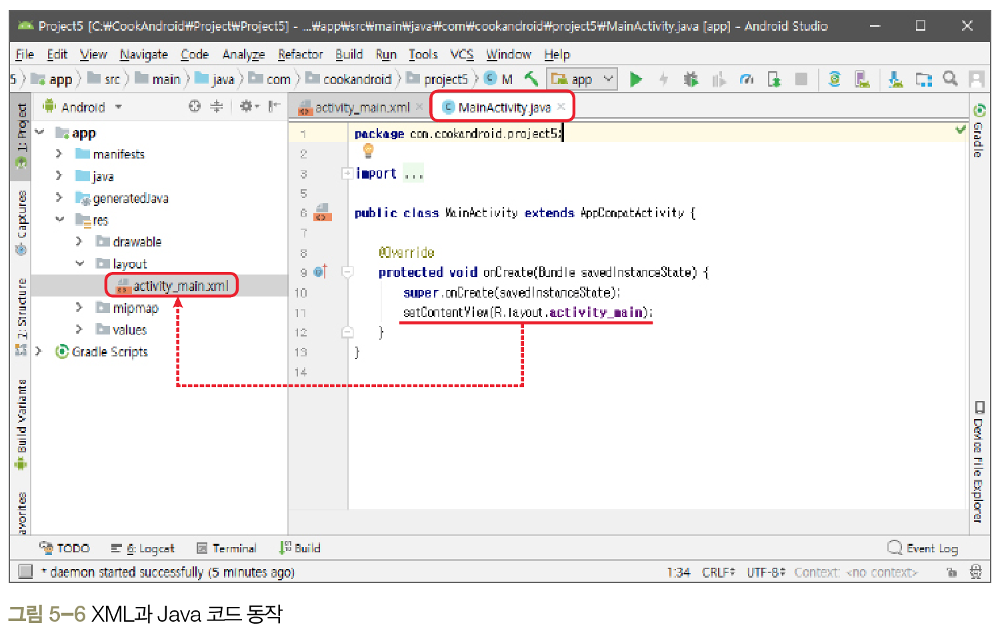 Project5 [C:₩CookAndroid₩Project₩Project5] - ...₩app₩src₩main₩java₩com₩cookandroid₩project5₩MainActivity.java [app] - Android Studio
File Edit View Navigate Code Analyze Refactor Build Run Tools VCS Window Help
5 app src main java com cookandroid project5 C M app
1: Project
Captures
7: Structure
Build Variants
avorites
Android
app
manifests
java
generatedJava
res
drawable
layout
activity_main.xml
mipmap
values
Gradle Scripts
activity_main.xml × C MainActivity.java ×
1 package com.cookandroid.project5;
2
3 import ...
5
6 public class MainActivity extends AppCompatActivity {
7
8 @Override
9 protected void onCreate(Bundle savedInstanceState) {
10 super.onCreate(savedInstanceState);
11 setContentView(R.layout.activity_main);
12 }
13 }
14
Gradle
Device File Explorer
TODO 6: Logcat Terminal Build Event Log
* daemon started successfully (5 minutes ago) 1:34 CRLF UTF-8 Context: <no context>
그림 5-6 XML과 Java 코드 동작